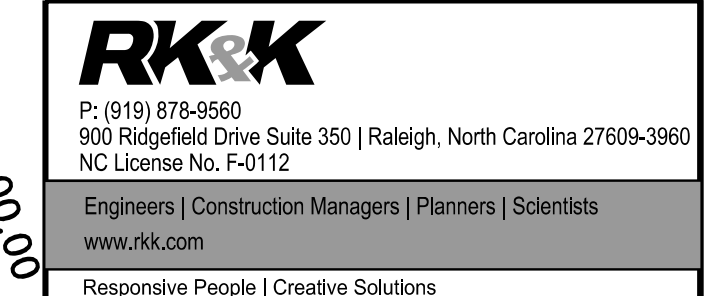 RK&K
P: (919) 878-9560
900 Ridgefield Drive Suite 350 | Raleigh, North Carolina 27609-3960
NC License No. F-0112
Engineers | Construction Managers | Planners | Scientists
www.rkk.com
Responsive People | Creative Solutions